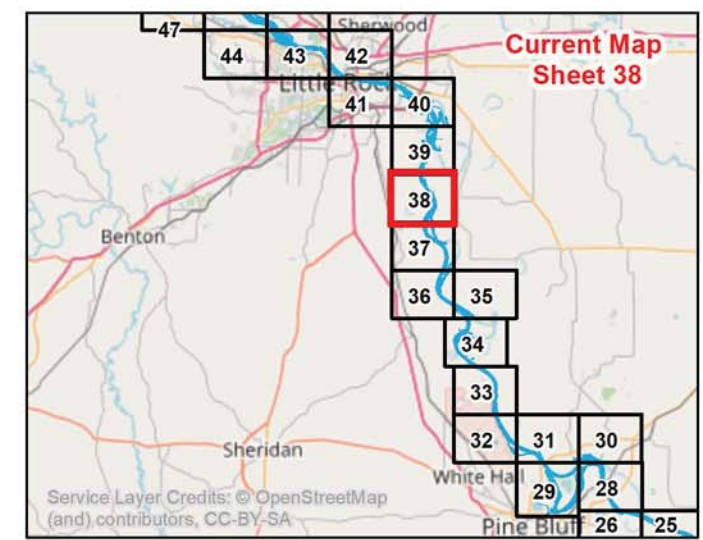 47
Sherwood
Current Map
Sheet 38
44
43
42
Little Rock
41
40
39
38
Benton
37
36
35
34
33
32
31
30
Sheridan
White Hall
29
28
Service Layer Credits: © OpenStreetMap
(and) contributors, CC-BY-SA
Pine Bluff
26
25